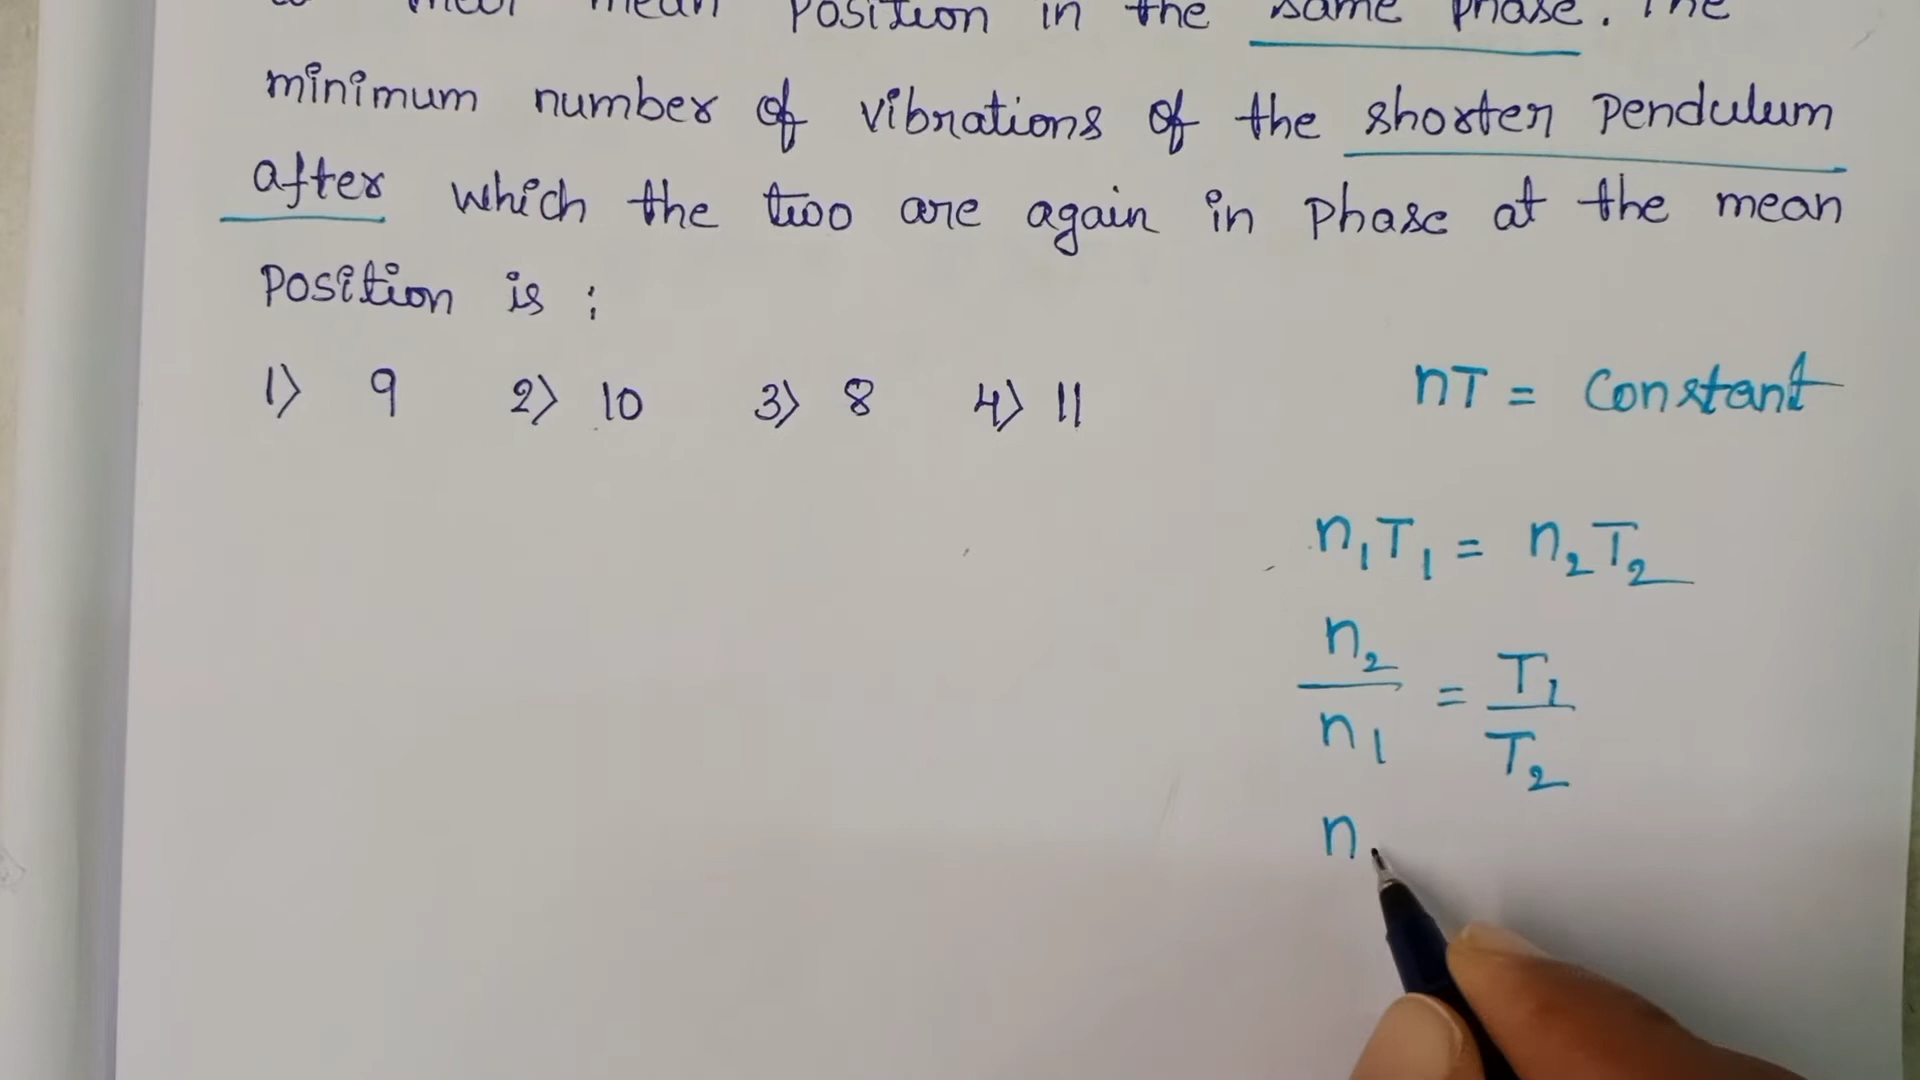 mean Position in the same phase. The
minimum number of vibrations of the shorter Pendulum
after which the two are again in Phase at the mean
Position is :
1) 9 2) 10 3) 8 4) 11
nT = Constant
n₁T₁ = n₂T₂
n₂/n₁ = T₁/T₂
n